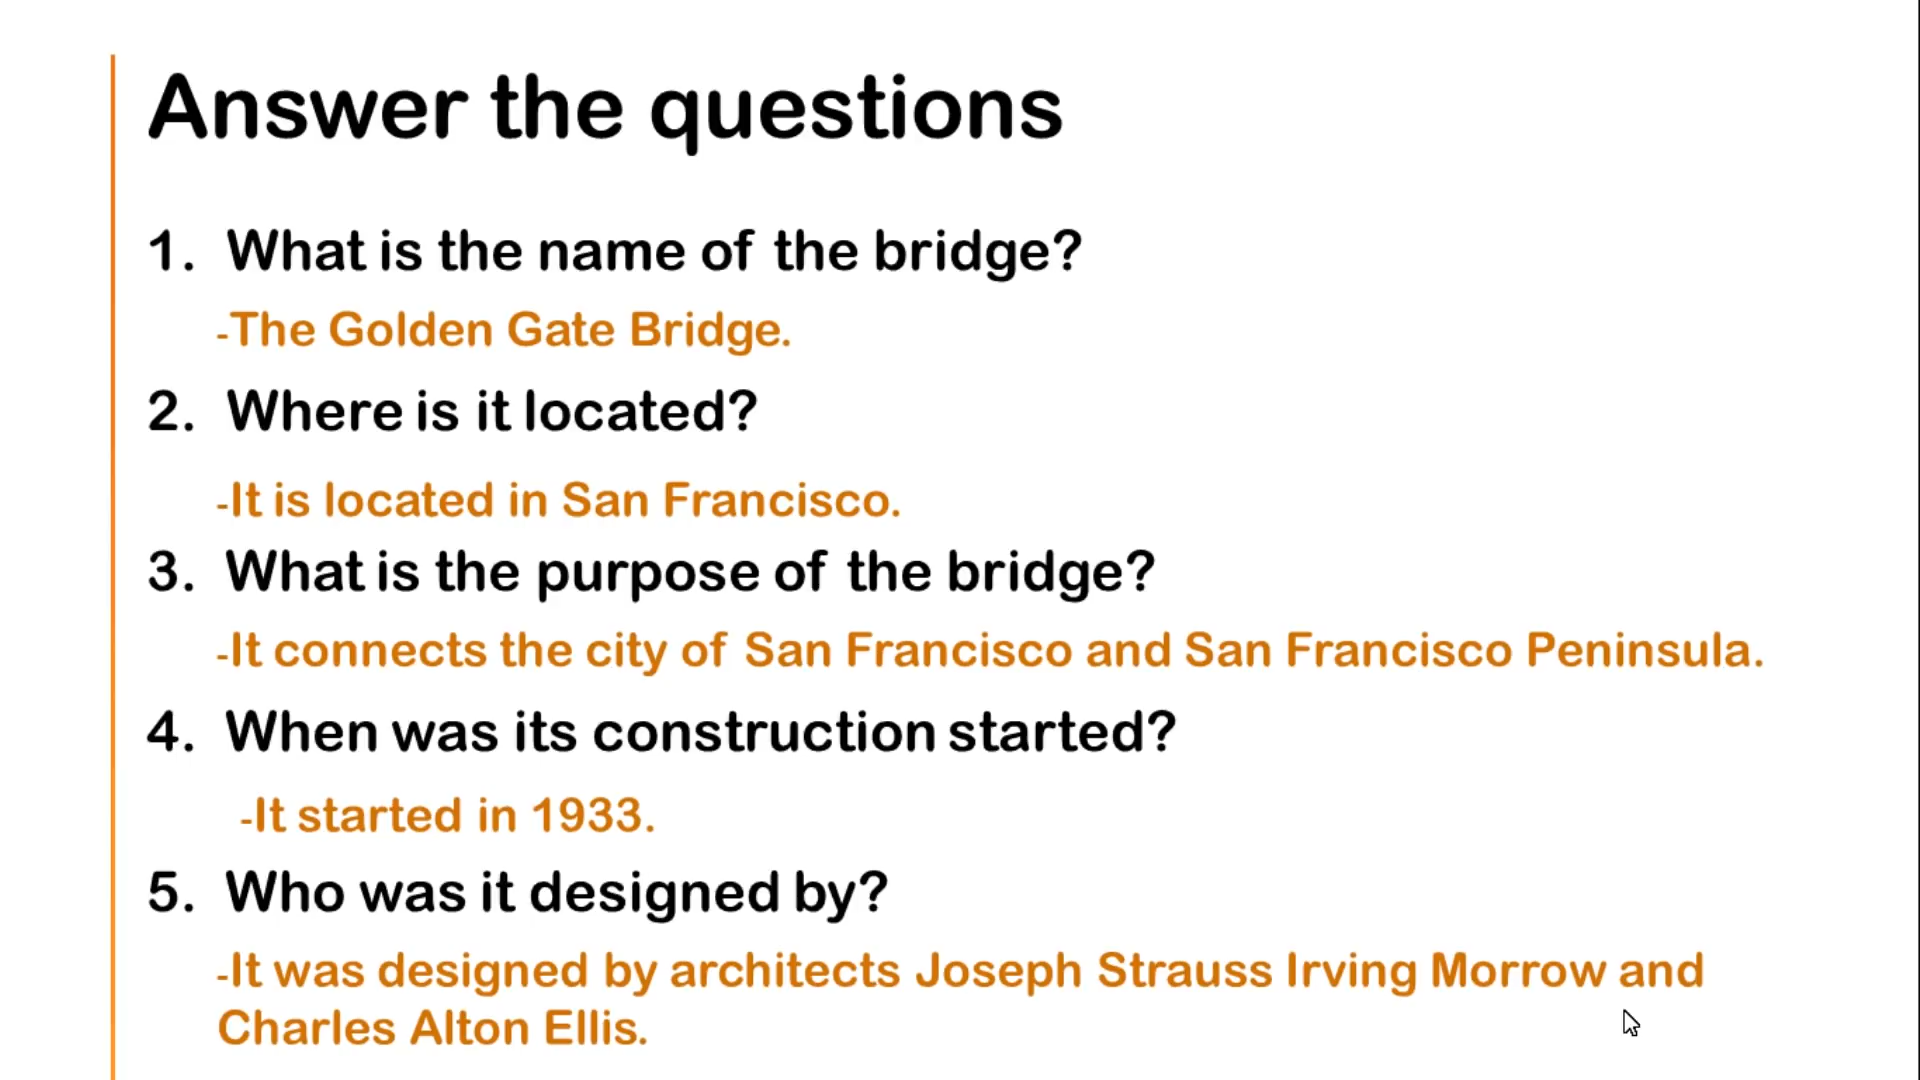 Answer the questions
1. What is the name of the bridge?
-The Golden Gate Bridge.
2. Where is it located?
-It is located in San Francisco.
3. What is the purpose of the bridge?
-It connects the city of San Francisco and San Francisco Peninsula.
4. When was its construction started?
-It started in 1933.
5. Who was it designed by?
-It was designed by architects Joseph Strauss Irving Morrow and
Charles Alton Ellis.